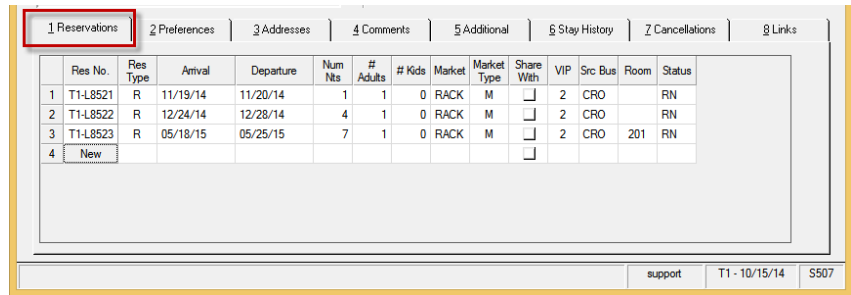 1 Reservations 2 Preferences 3 Addresses 4 Comments 5 Additional 6 Stay History 7 Cancellations 8 Links
Res No. Res Type Arrival Departure Num Nts # Adults # Kids Market Market Type Share With VIP Src Bus Room Status
1 T1-L8521 R 11/19/14 11/20/14 1 1 0 RACK M 2 CRO RN
2 T1-L8522 R 12/24/14 12/28/14 4 1 0 RACK M 2 CRO RN
3 T1-L8523 R 05/18/15 05/25/15 7 1 0 RACK M 2 CRO 201 RN
4 New
support T1 - 10/15/14 S507